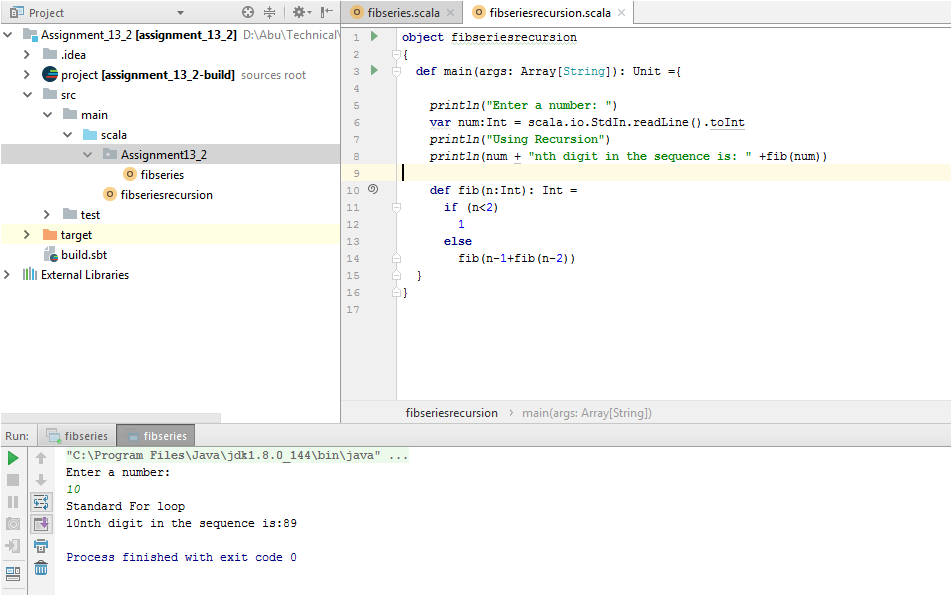 Project
fibseries.scala
fibseriesrecursion.scala
Assignment_13_2 [assignment_13_2] D:\Abu\Technical\
.idea
project [assignment_13_2-build] sources root
src
main
scala
Assignment13_2
fibseries
fibseriesrecursion
test
target
build.sbt
External Libraries
1 object fibseriesrecursion
2 {
3 def main(args: Array[String]): Unit ={
4
5 println("Enter a number: ")
6 var num:Int = scala.io.StdIn.readLine().toInt
7 println("Using Recursion")
8 println(num + "nth digit in the sequence is: " +fib(num))
9
10 def fib(n:Int): Int =
11 if (n<2)
12 1
13 else
14 fib(n-1+fib(n-2))
15 }
16 }
17
fibseriesrecursion › main(args: Array[String])
Run: fibseries fibseries
"C:\Program Files\Java\jdk1.8.0_144\bin\java" ...
Enter a number:
10
Standard For loop
10nth digit in the sequence is:89
Process finished with exit code 0